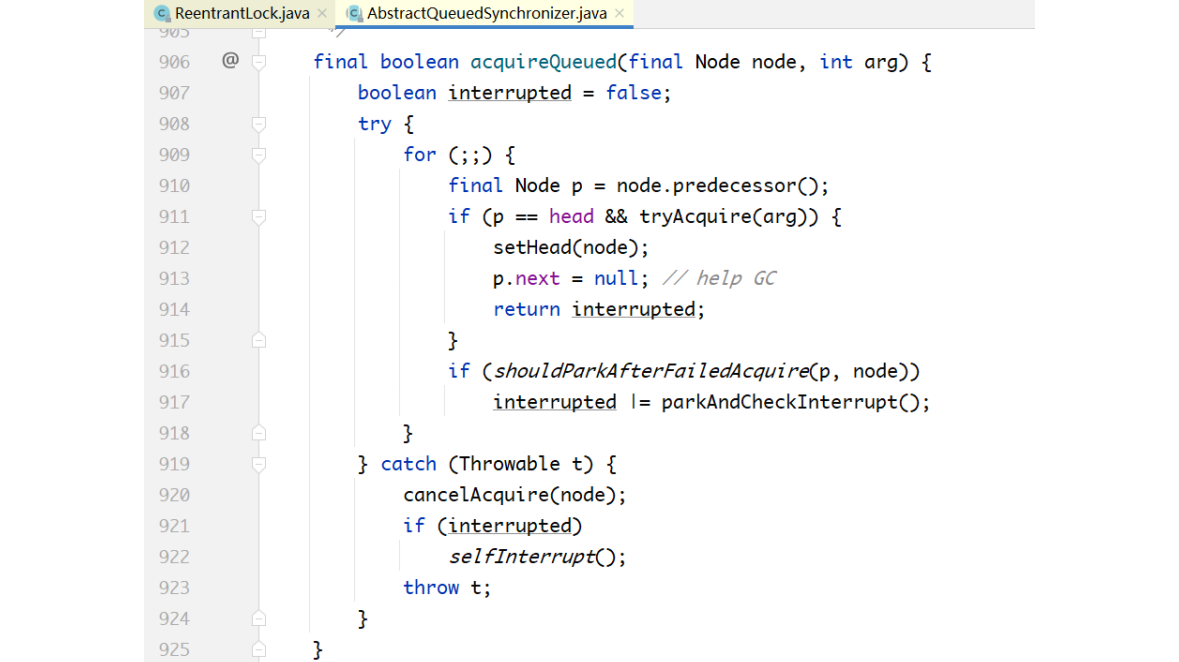 ReentrantLock.java × AbstractQueuedSynchronizer.java ×
905 */
906 @ final boolean acquireQueued(final Node node, int arg) {
907 boolean interrupted = false;
908 try {
909 for (;;) {
910 final Node p = node.predecessor();
911 if (p == head && tryAcquire(arg)) {
912 setHead(node);
913 p.next = null; // help GC
914 return interrupted;
915 }
916 if (shouldParkAfterFailedAcquire(p, node))
917 interrupted |= parkAndCheckInterrupt();
918 }
919 } catch (Throwable t) {
920 cancelAcquire(node);
921 if (interrupted)
922 selfInterrupt();
923 throw t;
924 }
925 }